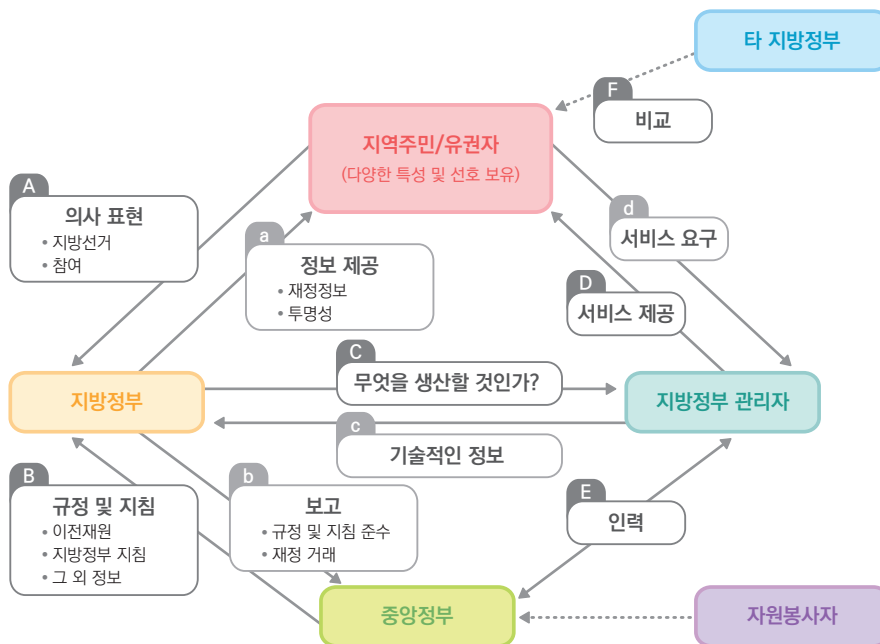 타 지방정부
F
비교
지역주민/유권자
(다양한 특성 및 선호 보유)
A
의사 표현
• 지방선거
• 참여
a
정보 제공
• 재정정보
• 투명성
d
서비스 요구
D
서비스 제공
C
무엇을 생산할 것인가?
지방정부
지방정부 관리자
c
기술적인 정보
B
규정 및 지침
• 이전재원
• 지방정부 지침
• 그 외 정보
b
보고
• 규정 및 지침 준수
• 재정 거래
E
인력
중앙정부
자원봉사자